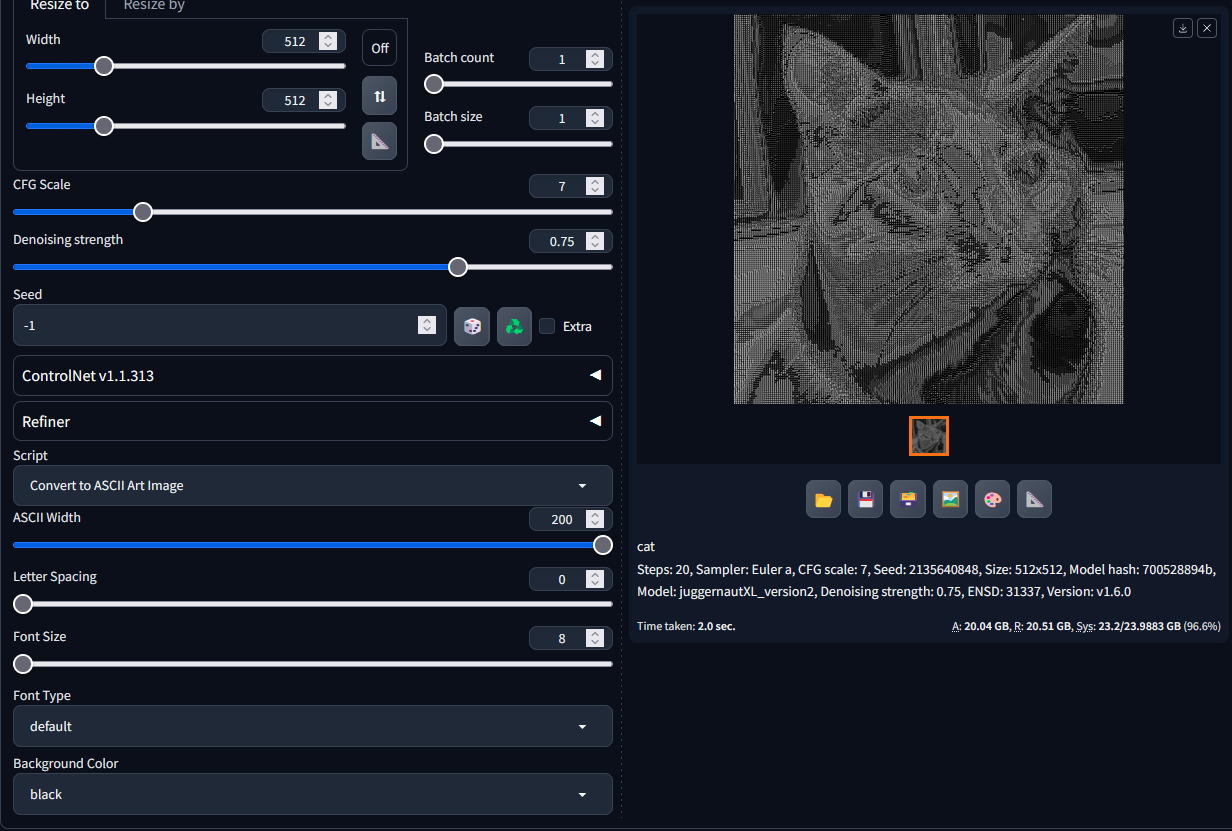 Resize to
Resize by
Width
512
Off
Height
512
Batch count
1
Batch size
1
CFG Scale
7
Denoising strength
0.75
Seed
-1
Extra
ControlNet v1.1.313
Refiner
Script
Convert to ASCII Art Image
ASCII Width
200
Letter Spacing
0
Font Size
8
Font Type
default
Background Color
black
cat
Steps: 20, Sampler: Euler a, CFG scale: 7, Seed: 2135640848, Size: 512x512, Model hash: 700528894b,
Model: juggernautXL_version2, Denoising strength: 0.75, ENSD: 31337, Version: v1.6.0
Time taken: 2.0 sec.
A: 20.04 GB, R: 20.51 GB, Sys: 23.2/23.9883 GB (96.6%)